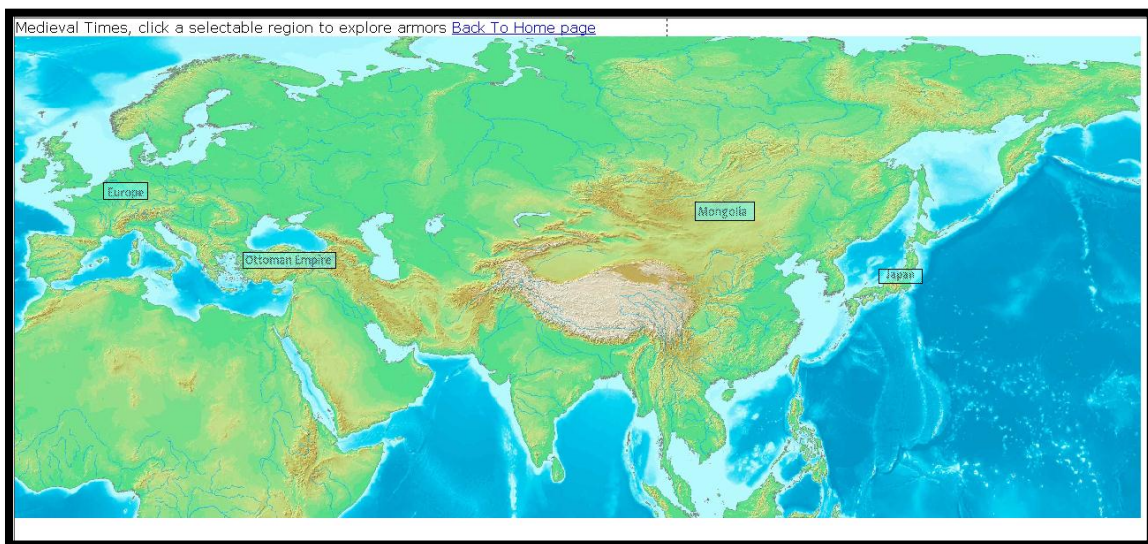 Medieval Times, click a selectable region to explore armors Back To Home page
Europe
Mongolia
Ottoman Empire
Japan